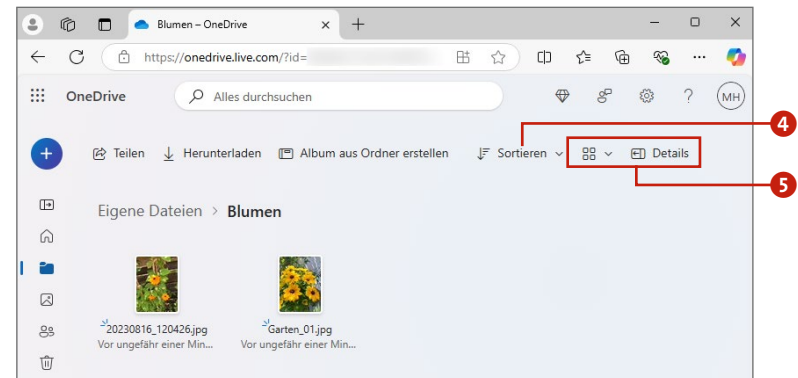 Blumen – OneDrive
https://onedrive.live.com/?id=
OneDrive
Alles durchsuchen
?
MH
4
+
Teilen
Herunterladen
Album aus Ordner erstellen
Sortieren
Details
5
Eigene Dateien > Blumen
20230816_120426.jpg
Garten_01.jpg
Vor ungefähr einer Min...
Vor ungefähr einer Min...